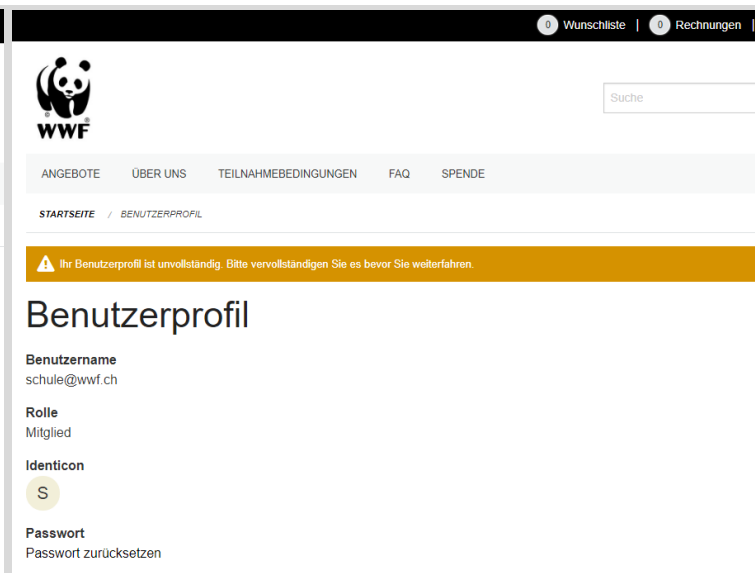 0 Wunschliste | 0 Rechnungen |
WWF
Suche
ANGEBOTE ÜBER UNS TEILNAHMEBEDINGUNGEN FAQ SPENDE
STARTSEITE / BENUTZERPROFIL
Ihr Benutzerprofil ist unvollständig. Bitte vervollständigen Sie es bevor Sie weiterfahren.
Benutzerprofil
Benutzername
schule@wwf.ch
Rolle
Mitglied
Identicon
S
Passwort
Passwort zurücksetzen